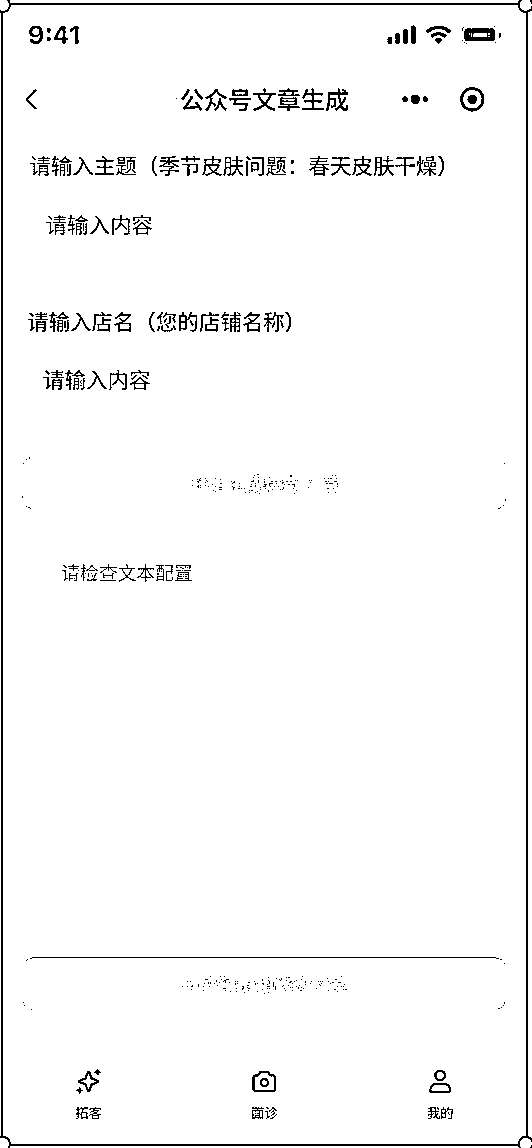 9:41
公众号文章生成
请输入主题（季节皮肤问题：春天皮肤干燥）
请输入内容
请输入店名（您的店铺名称）
请输入内容
请检查文本配置
拓客
面诊
我的